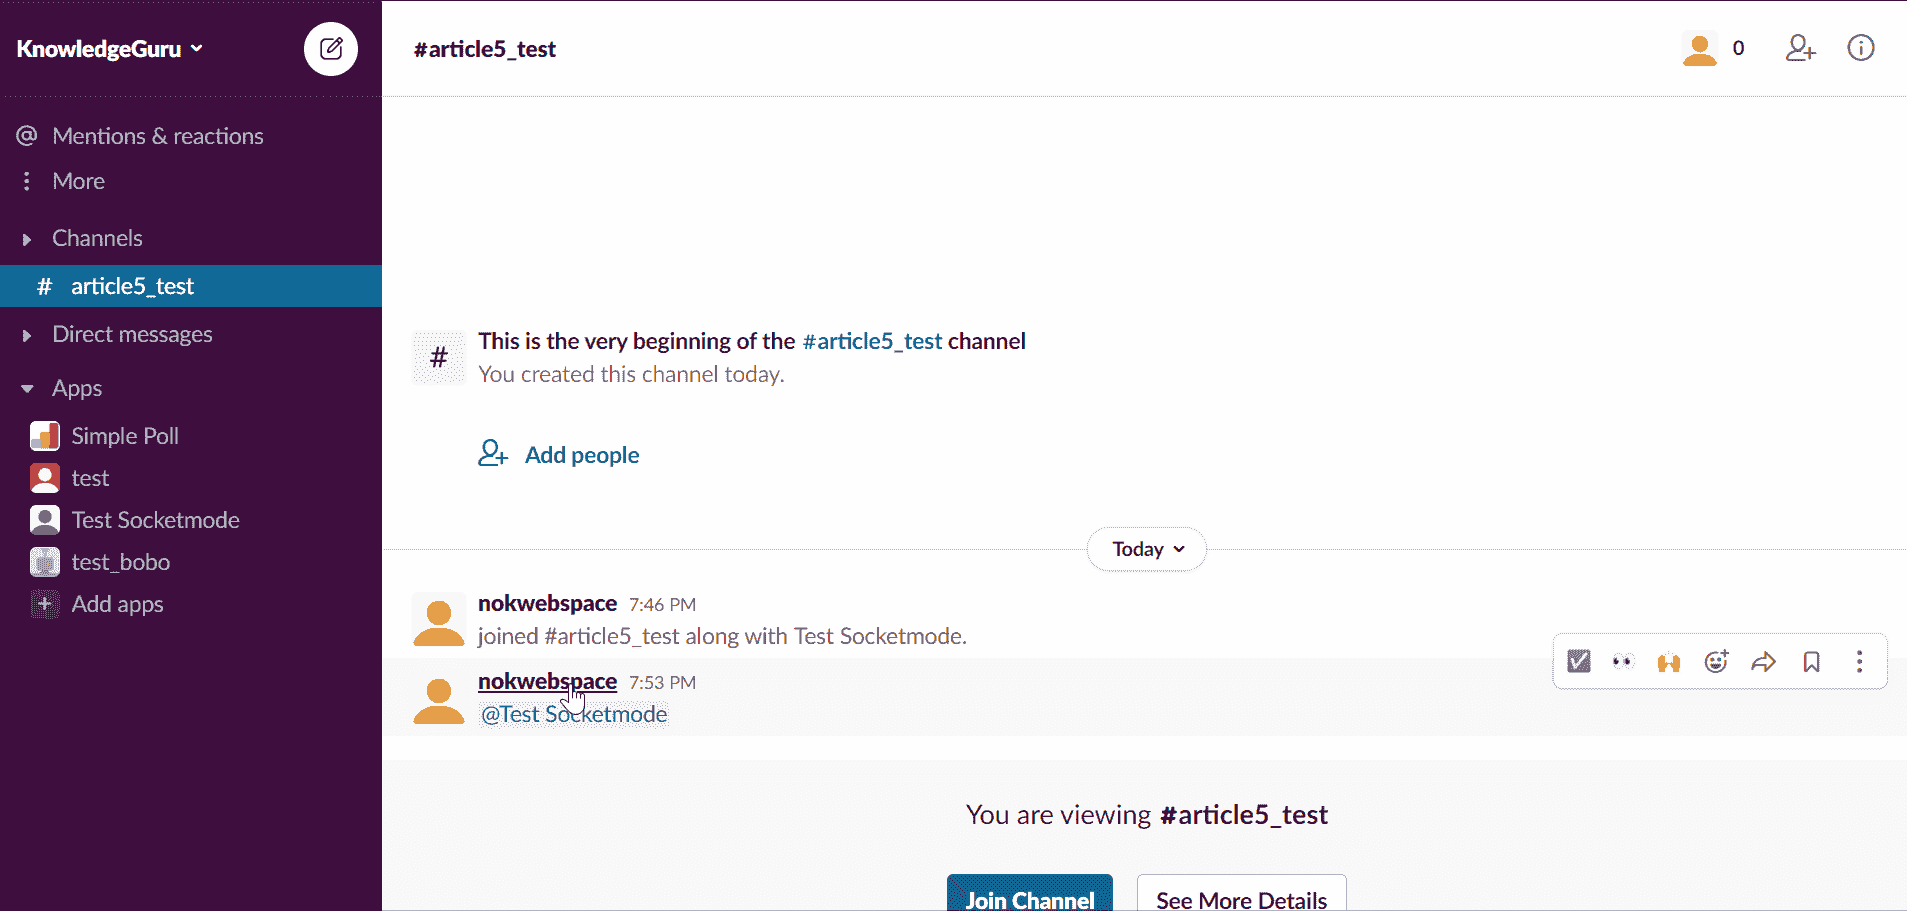 KnowledgeGuru
#article5_test
0
@ Mentions & reactions
More
Channels
# article5_test
Direct messages
Apps
Simple Poll
test
Test Socketmode
test_bobo
+ Add apps
# This is the very beginning of the #article5_test channel
You created this channel today.
Add people
Today
nokwebspace 7:46 PM
joined #article5_test along with Test Socketmode.
nokwebspace 7:53 PM
@Test Socketmode
You are viewing #article5_test
Join Channel
See More Details